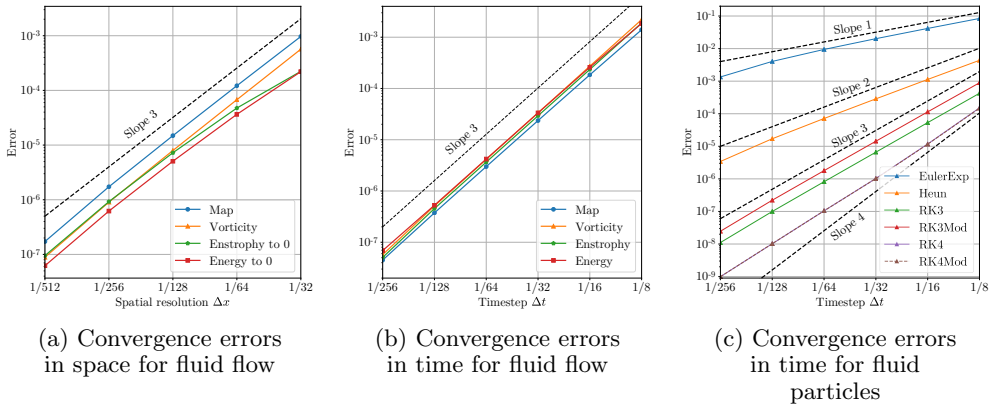 10^-3
10^-4
10^-5
10^-6
10^-7
Error
Slope 3
Map
Vorticity
Enstrophy to 0
Energy to 0
1/512 1/256 1/128 1/64 1/32
Spatial resolution Δx
(a) Convergence errors
in space for fluid flow
10^-3
10^-4
10^-5
10^-6
10^-7
Error
Slope 3
Map
Vorticity
Enstrophy
Energy
1/256 1/128 1/64 1/32 1/16 1/8
Timestep Δt
(b) Convergence errors
in time for fluid flow
10^-1
10^-2
10^-3
10^-4
10^-5
10^-6
10^-7
10^-8
10^-9
Error
Slope 1
Slope 2
Slope 3
Slope 4
EulerExp
Heun
RK3
RK3Mod
RK4
RK4Mod
1/256 1/128 1/64 1/32 1/16 1/8
Timestep Δt
(c) Convergence errors
in time for fluid
particles